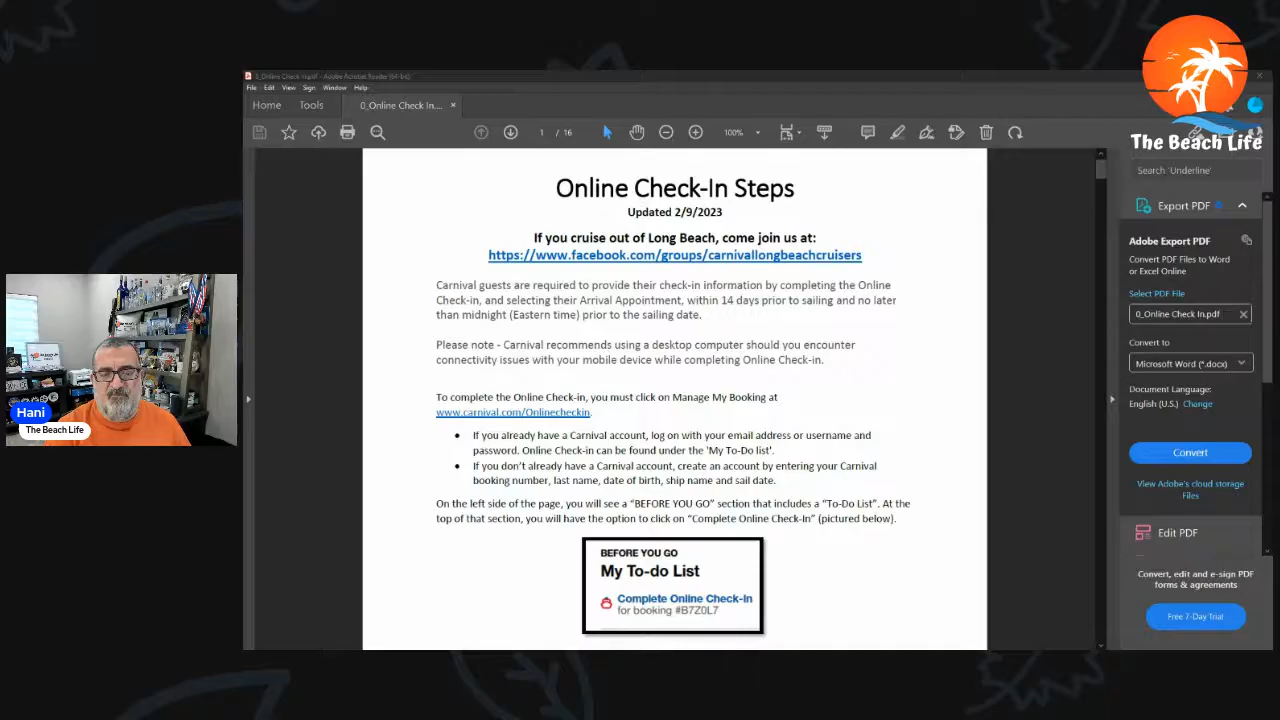 0_Online Check In.pdf - Adobe Acrobat Reader (64-bit)
File Edit View Sign Window Help
Home Tools 0_Online Check In....
1 / 16 100%
Online Check-In Steps
Updated 2/9/2023
If you cruise out of Long Beach, come join us at:
https://www.facebook.com/groups/carnivallongbeachcruisers
Carnival guests are required to provide their check-in information by completing the Online
Check-in, and selecting their Arrival Appointment, within 14 days prior to sailing and no later
than midnight (Eastern time) prior to the sailing date.
Please note - Carnival recommends using a desktop computer should you encounter
connectivity issues with your mobile device while completing Online Check-in.
To complete the Online Check-in, you must click on Manage My Booking at
www.carnival.com/Onlinecheckin.
• If you already have a Carnival account, log on with your email address or username and
password. Online Check-in can be found under the 'My To-Do list'.
• If you don't already have a Carnival account, create an account by entering your Carnival
booking number, last name, date of birth, ship name and sail date.
On the left side of the page, you will see a “BEFORE YOU GO” section that includes a “To-Do List”. At the
top of that section, you will have the option to click on “Complete Online Check-In” (pictured below).
BEFORE YOU GO
My To-do List
Complete Online Check-In
for booking #B7Z0L7
The Beach Life
Search 'Underline'
Export PDF
Adobe Export PDF
Convert PDF Files to Word
or Excel Online
Select PDF File
0_Online Check In.pdf
Convert to
Microsoft Word (*.docx)
Document Language:
English (U.S.) Change
Convert
View Adobe's cloud storage
Files
Edit PDF
Convert, edit and e-sign PDF
forms & agreements
Free 7-Day Trial
Hani
The Beach Life